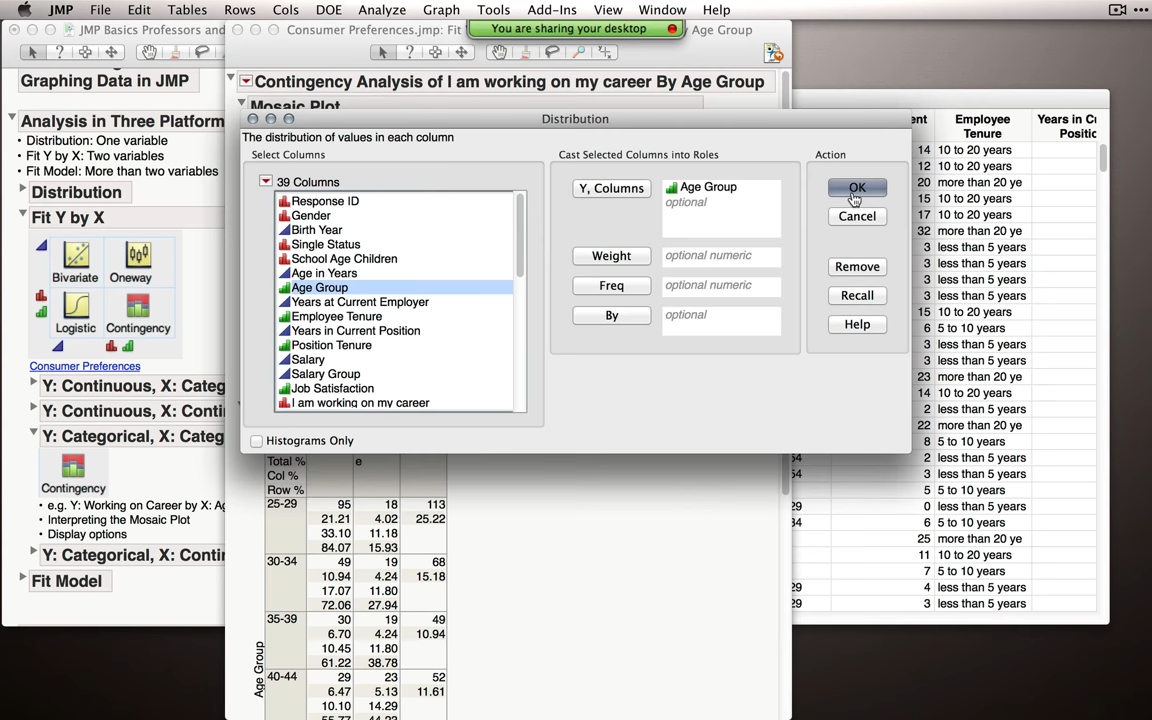 JMP File Edit Tables Rows Cols DOE Analyze Graph Tools Add-Ins View Window Help
JMP Basics Professors and
Consumer Preferences.jmp: Fit
You are sharing your desktop
Age Group
Graphing Data in JMP
Analysis in Three Platform
• Distribution: One variable
• Fit Y by X: Two variables
• Fit Model: More than two variables
Distribution
Fit Y by X
Bivariate Oneway
Logistic Contingency
Consumer Preferences
Y: Continuous, X: Categ
Y: Continuous, X: Conti
Y: Categorical, X: Categ
Contingency
• e.g. Y: Working on Career by X: Ag
• Interpreting the Mosaic Plot
• Display options
Y: Categorical, X: Conti
Fit Model
Contingency Analysis of I am working on my career By Age Group
Mosaic Plot
Distribution
The distribution of values in each column
Select Columns
39 Columns
Response ID
Gender
Birth Year
Single Status
School Age Children
Age in Years
Age Group
Years at Current Employer
Employee Tenure
Years in Current Position
Position Tenure
Salary
Salary Group
Job Satisfaction
I am working on my career
Histograms Only
Cast Selected Columns into Roles
Y, Columns Age Group
optional
Weight optional numeric
Freq optional numeric
By optional
Action
OK
Cancel
Remove
Recall
Help
Total % e
Col %
Row %
Age Group
25-29 95 18 113
21.21 4.02 25.22
33.10 11.18
84.07 15.93
30-34 49 19 68
10.94 4.24 15.18
17.07 11.80
72.06 27.94
35-39 30 19 49
6.70 4.24 10.94
10.45 11.80
61.22 38.78
40-44 29 23 52
6.47 5.13 11.61
10.10 14.29
55.77 44.23
ent Employee Tenure Years in Cu Positic
14 10 to 20 years
12 10 to 20 years
20 more than 20 ye
15 10 to 20 years
17 10 to 20 years
32 more than 20 ye
3 less than 5 years
3 less than 5 years
3 less than 5 years
3 less than 5 years
15 10 to 20 years
6 5 to 10 years
3 less than 5 years
3 less than 5 years
23 more than 20 ye
14 10 to 20 years
2 less than 5 years
22 more than 20 ye
8 5 to 10 years
54 2 less than 5 years
54 3 less than 5 years
5 5 to 10 years
29 0 less than 5 years
34 6 5 to 10 years
25 more than 20 ye
11 10 to 20 years
7 5 to 10 years
29 4 less than 5 years
29 3 less than 5 years